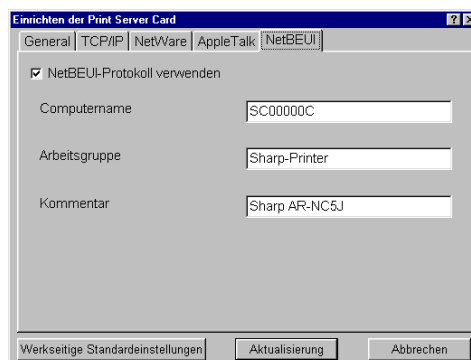 Einrichten der Print Server Card
General TCP/IP NetWare AppleTalk NetBEUI
NetBEUI-Protokoll verwenden
Computername SC00000C
Arbeitsgruppe Sharp-Printer
Kommentar Sharp AR-NC5J
Werkseitige Standardeinstellungen Aktualisierung Abbrechen